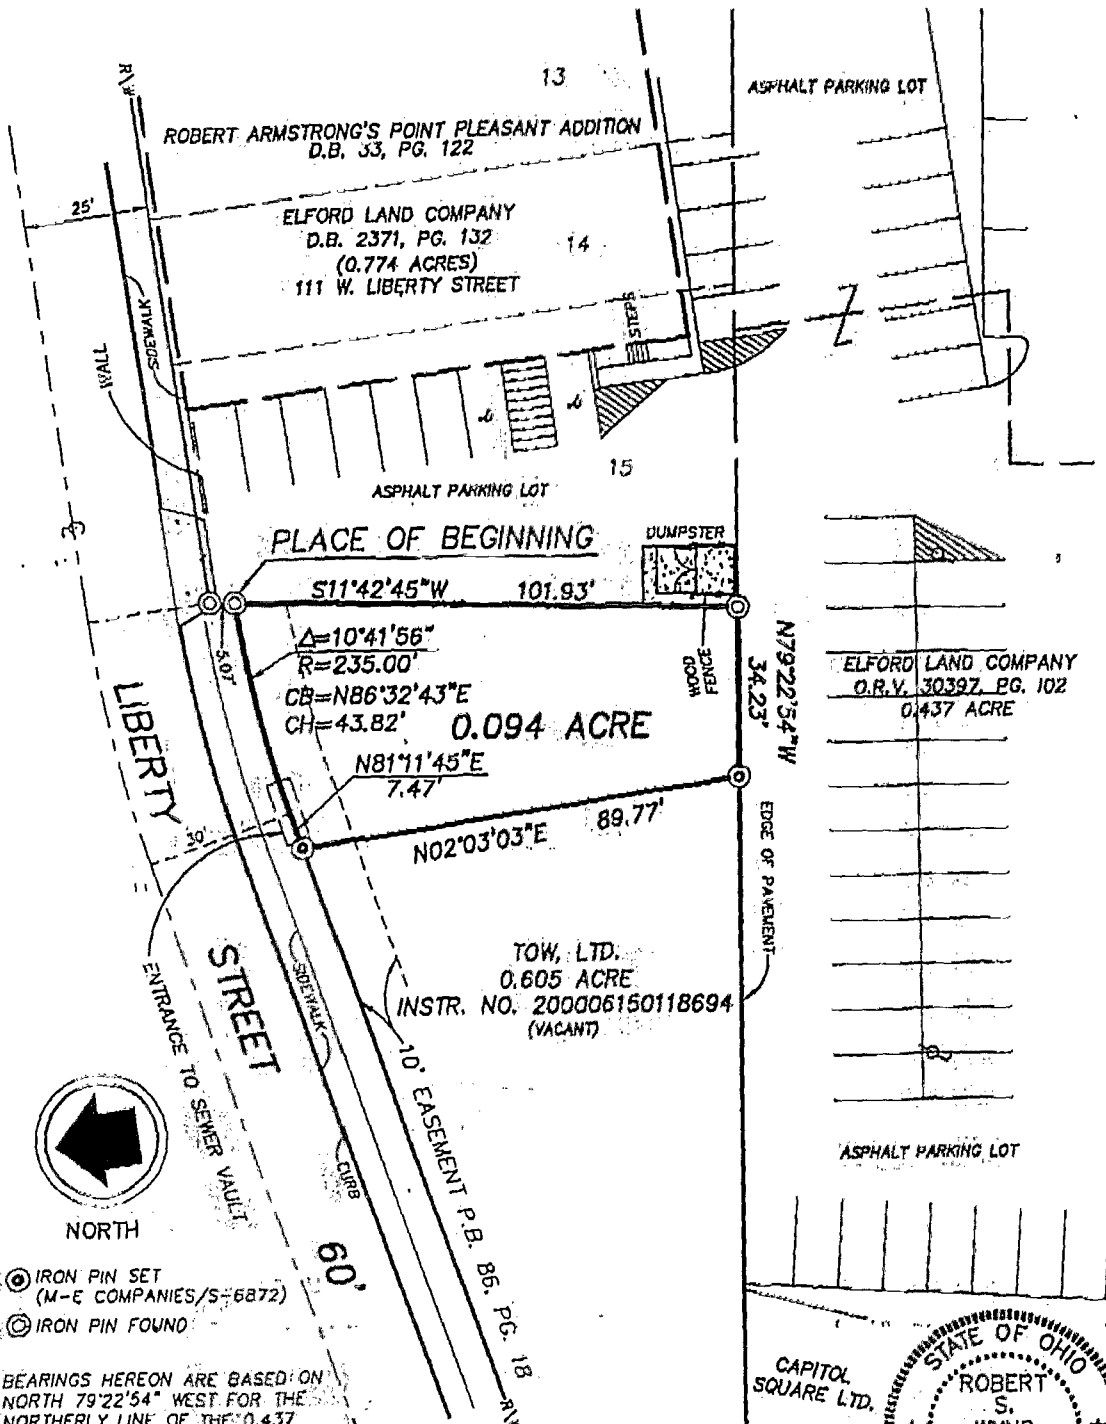 R/W
13
ASPHALT PARKING LOT
ROBERT ARMSTRONG'S POINT PLEASANT ADDITION
D.B. 33, PG. 122
25'
ELFORD LAND COMPANY
D.B. 2371, PG. 132
(0.774 ACRES)
111 W. LIBERTY STREET
14
STEPS
SIDEWALK
WALL
15
ASPHALT PARKING LOT
PLACE OF BEGINNING
DUMPSTER
S11°42'45"W 101.93'
Δ=10°41'56"
R=235.00'
CB=N86°32'43"E
CH=43.82'
5.07'
0.094 ACRE
WOOD
FENCE
N79°22'54"W
34.23'
ELFORD LAND COMPANY
O.R.V. 30397, PG. 102
0.437 ACRE
N81°11'45"E
7.47'
30'
N02°03'03"E 89.77'
LIBERTY
STREET
60'
EDGE OF PAVEMENT
TOW, LTD.
0.605 ACRE
INSTR. NO. 200006150118694
(VACANT)
SIDEWALK
ENTRANCE TO SEWER VAULT
10' EASEMENT P.B. 86, PG. 18
CURB
R/W
ASPHALT PARKING LOT
NORTH
IRON PIN SET
(M-E COMPANIES/S-6872)
IRON PIN FOUND
BEARINGS HEREON ARE BASED ON
NORTH 79°22'54" WEST FOR THE
NORTHERLY LINE OF THE 0.437
CAPITOL
SQUARE LTD.
STATE OF OHIO
ROBERT
S.